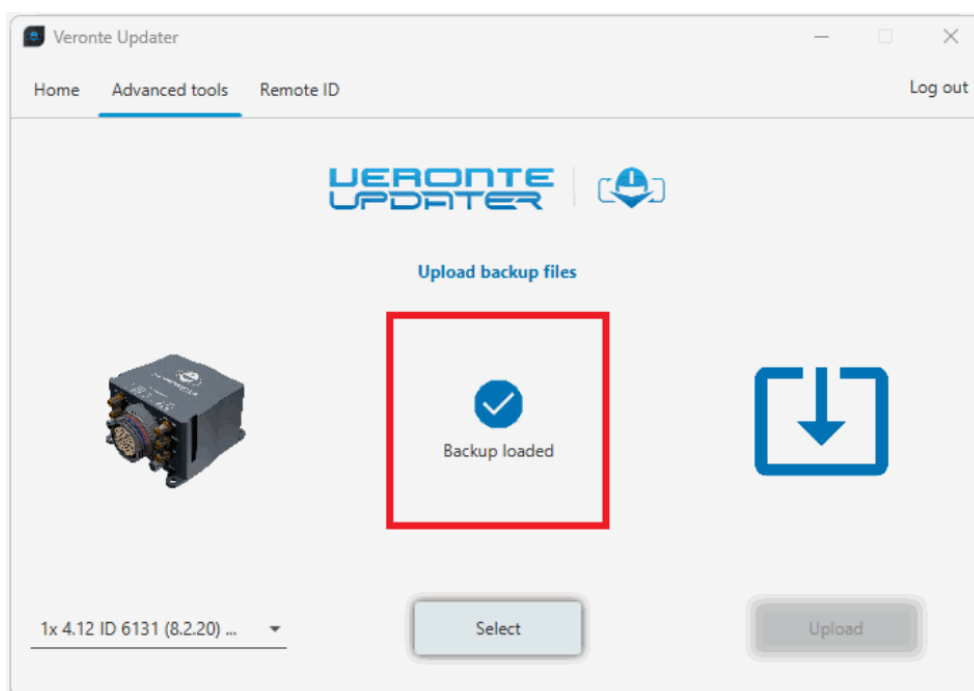 Veronte Updater
Home Advanced tools Remote ID Log out
VERONTE
UPDATER
Upload backup files
Backup loaded
1x 4.12 ID 6131 (8.2.20) ...
Select
Upload